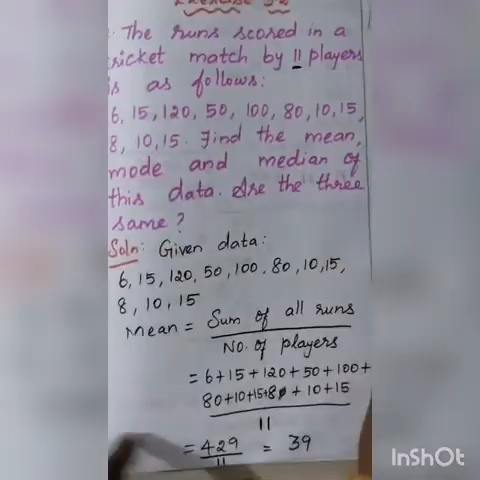 Exercise 3.2
The runs scored in a
cricket match by 11 players
is as follows:
6, 15, 120, 50, 100, 80, 10, 15,
8, 10, 15. Find the mean,
mode and median of
this data. Are the three
same?
Soln: Given data:
6, 15, 120, 50, 100, 80, 10, 15,
8, 10, 15
Mean = Sum of all runs
No. of players
= 6+15+120+50+100+
80+10+15+8+10+15
11
= 429 = 39
11
InShOt